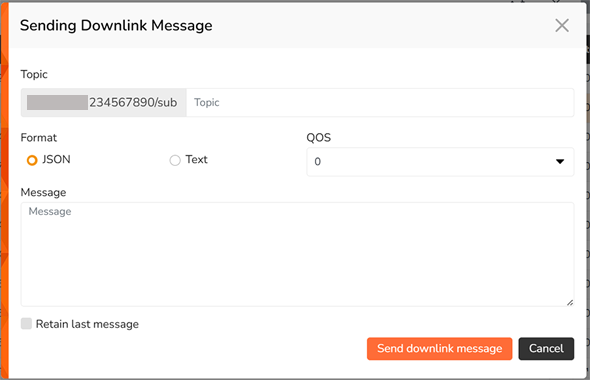 Sending Downlink Message
Topic
234567890/sub Topic
Format QOS
JSON Text 0
Message
Message
Retain last message
Send downlink message Cancel